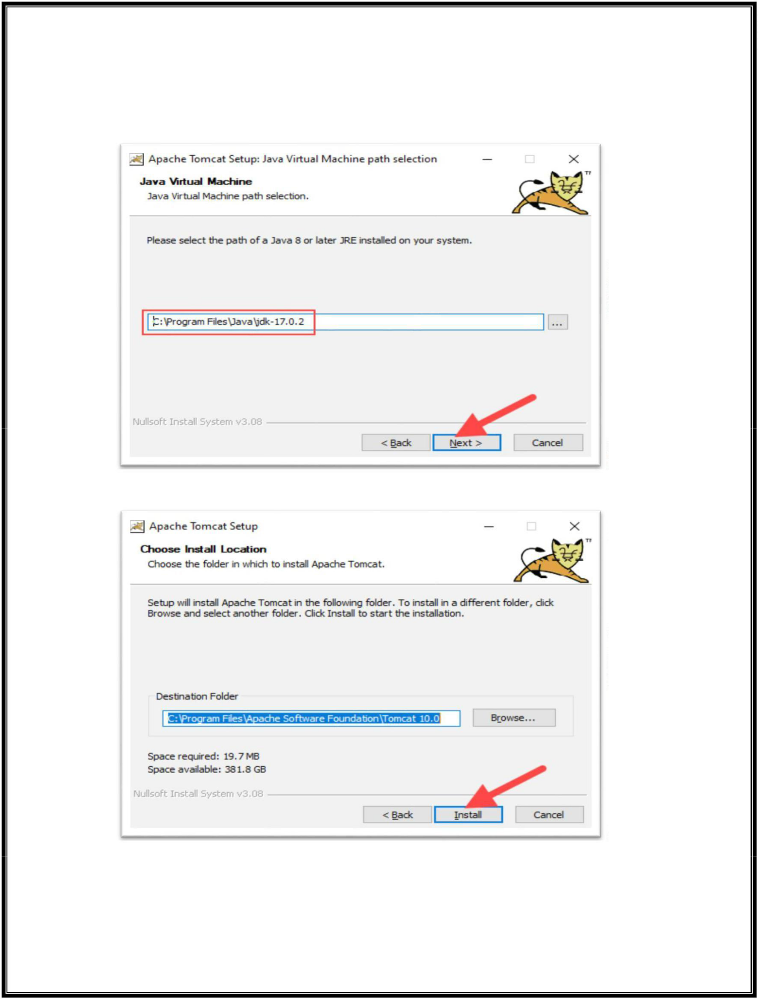 Apache Tomcat Setup: Java Virtual Machine path selection
Java Virtual Machine
Java Virtual Machine path selection.
Please select the path of a Java 8 or later JRE installed on your system.
C:\Program Files\Java\jdk-17.0.2
...
Nullsoft Install System v3.08
< Back
Next >
Cancel
Apache Tomcat Setup
Choose Install Location
Choose the folder in which to install Apache Tomcat.
Setup will install Apache Tomcat in the following folder. To install in a different folder, click
Browse and select another folder. Click Install to start the installation.
Destination Folder
C:\Program Files\Apache Software Foundation\Tomcat 10.0
Browse...
Space required: 19.7 MB
Space available: 381.8 GB
Nullsoft Install System v3.08
< Back
Install
Cancel